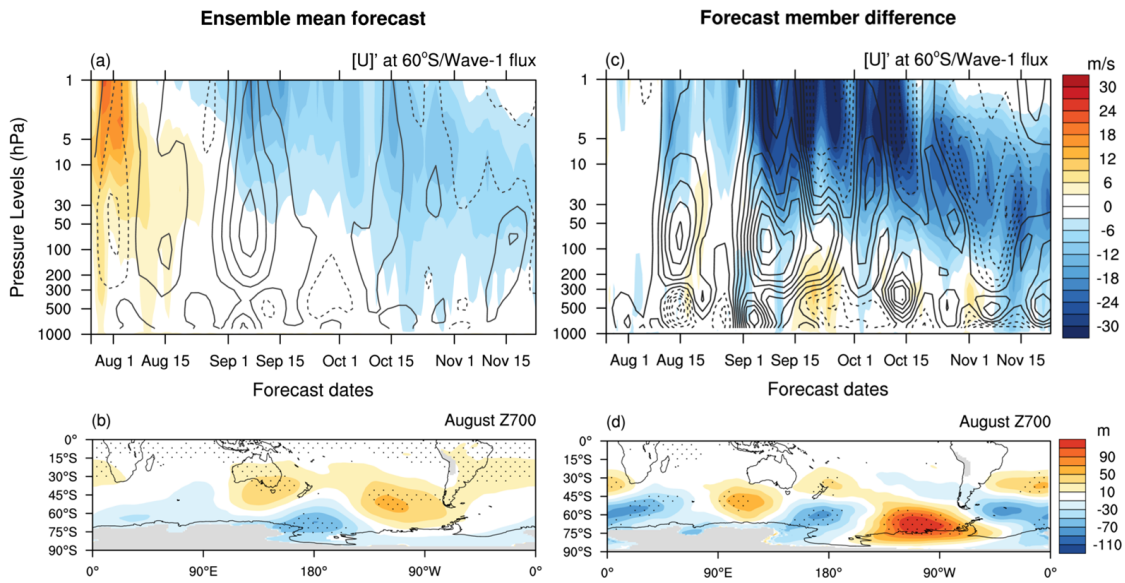 Ensemble mean forecast
Forecast member difference
(a)
[U]' at 60°S/Wave-1 flux
(c)
[U]' at 60°S/Wave-1 flux
m/s
Pressure Levels (hPa)
1
5
10
30
50
100
200
300
500
1000
Aug 1 Aug 15 Sep 1 Sep 15 Oct 1 Oct 15 Nov 1 Nov 15
Forecast dates
1
5
10
30
50
100
200
300
500
1000
Aug 1 Aug 15 Sep 1 Sep 15 Oct 1 Oct 15 Nov 1 Nov 15
Forecast dates
30
24
18
12
6
0
-6
-12
-18
-24
-30
(b)
August Z700
0°
15°S
30°S
45°S
60°S
75°S
90°S
0° 90°E 180° 90°W 0°
(d)
August Z700
0°
15°S
30°S
45°S
60°S
75°S
90°S
0° 90°E 180° 90°W 0°
m
90
50
10
-30
-70
-110